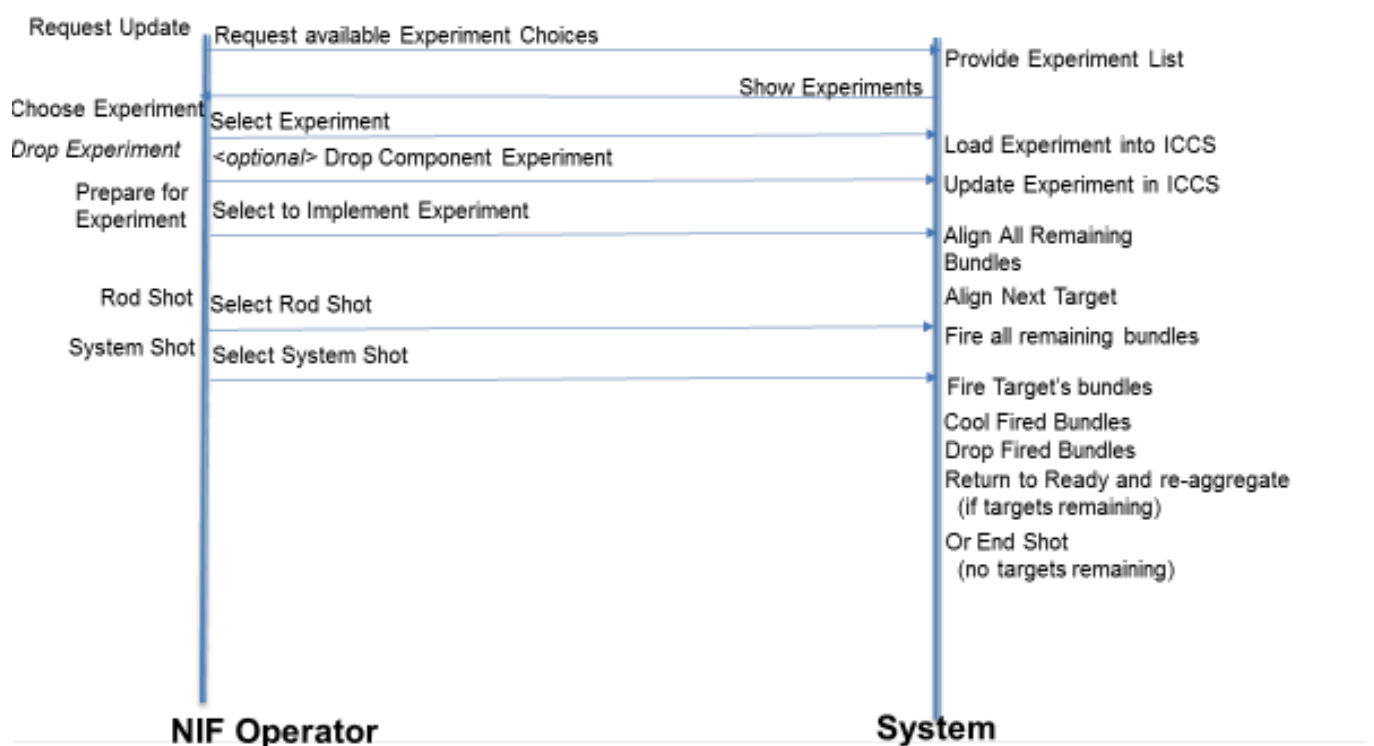 Request Update
Request available Experiment Choices
Provide Experiment List
Show Experiments
Choose Experiment
Select Experiment
Load Experiment into ICCS
Drop Experiment
<optional> Drop Component Experiment
Update Experiment in ICCS
Prepare for
Experiment
Select to Implement Experiment
Align All Remaining
Bundles
Align Next Target
Rod Shot
Select Rod Shot
Fire all remaining bundles
System Shot
Select System Shot
Fire Target's bundles
Cool Fired Bundles
Drop Fired Bundles
Return to Ready and re-aggregate
(if targets remaining)
Or End Shot
(no targets remaining)
NIF Operator
System